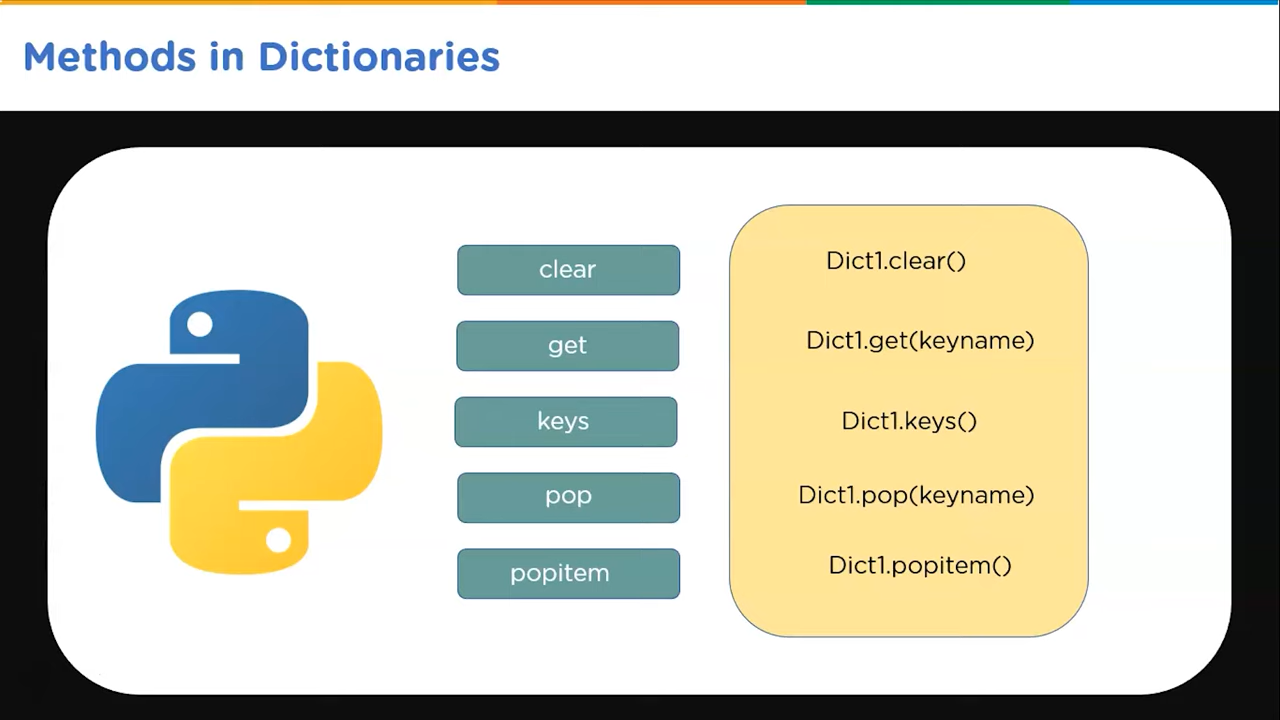 Methods in Dictionaries
clear
Dict1.clear()
get
Dict1.get(keyname)
keys
Dict1.keys()
pop
Dict1.pop(keyname)
popitem
Dict1.popitem()